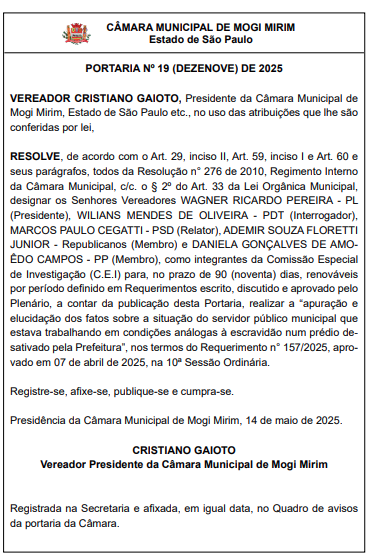 CÂMARA MUNICIPAL DE MOGI MIRIM
Estado de São Paulo
PORTARIA Nº 19 (DEZENOVE) DE 2025
VEREADOR CRISTIANO GAIOTO, Presidente da Câmara Municipal de
Mogi Mirim, Estado de São Paulo etc., no uso das atribuições que lhe são
conferidas por lei,
RESOLVE, de acordo com o Art. 29, inciso II, Art. 59, inciso I e Art. 60 e
seus parágrafos, todos da Resolução n° 276 de 2010, Regimento Interno
da Câmara Municipal, c/c. o § 2º do Art. 33 da Lei Orgânica Municipal,
designar os Senhores Vereadores WAGNER RICARDO PEREIRA - PL
(Presidente), WILIANS MENDES DE OLIVEIRA - PDT (Interrogador),
MARCOS PAULO CEGATTI - PSD (Relator), ADEMIR SOUZA FLORETTI
JUNIOR - Republicanos (Membro) e DANIELA GONÇALVES DE AMO-
ÊDO CAMPOS - PP (Membro), como integrantes da Comissão Especial
de Investigação (C.E.I) para, no prazo de 90 (noventa) dias, renováveis
por período definido em Requerimentos escrito, discutido e aprovado pelo
Plenário, a contar da publicação desta Portaria, realizar a “apuração e
elucidação dos fatos sobre a situação do servidor público municipal que
estava trabalhando em condições análogas à escravidão num prédio de-
sativado pela Prefeitura”, nos termos do Requerimento n° 157/2025, apro-
vado em 07 de abril de 2025, na 10ª Sessão Ordinária.
Registre-se, afixe-se, publique-se e cumpra-se.
Presidência da Câmara Municipal de Mogi Mirim, 14 de maio de 2025.
CRISTIANO GAIOTO
Vereador Presidente da Câmara Municipal de Mogi Mirim
Registrada na Secretaria e afixada, em igual data, no Quadro de avisos
da portaria da Câmara.